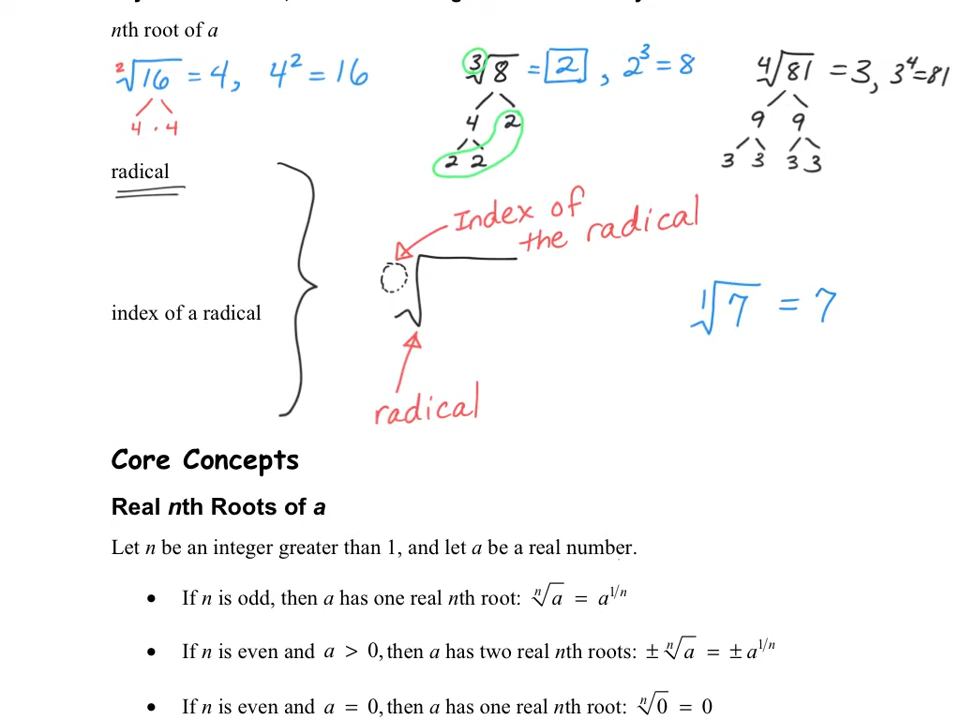 nth root of a
²√16 = 4, 4² = 16
4 · 4
³√8 = 2, 2³ = 8
4 2
2 2
⁴√81 = 3, 3⁴=81
9 9
3 3 3 3
radical
Index of
the radical
index of a radical
¹√7 = 7
radical
Core Concepts
Real nth Roots of a
Let n be an integer greater than 1, and let a be a real number.
• If n is odd, then a has one real nth root: ⁿ√a = a^{1/n}
• If n is even and a > 0, then a has two real nth roots: ± ⁿ√a = ± a^{1/n}
• If n is even and a = 0, then a has one real nth root: ⁿ√0 = 0